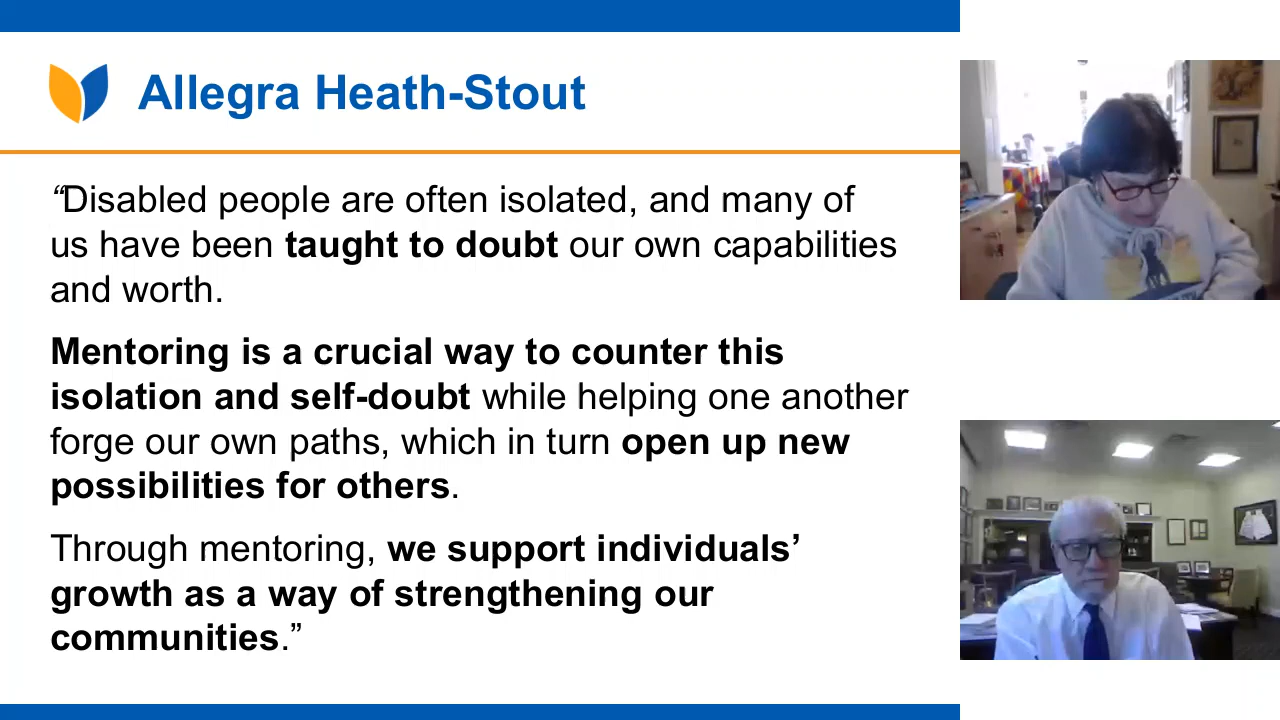 Allegra Heath-Stout
“Disabled people are often isolated, and many of
us have been taught to doubt our own capabilities
and worth.
Mentoring is a crucial way to counter this
isolation and self-doubt while helping one another
forge our own paths, which in turn open up new
possibilities for others.
Through mentoring, we support individuals’
growth as a way of strengthening our
communities.”